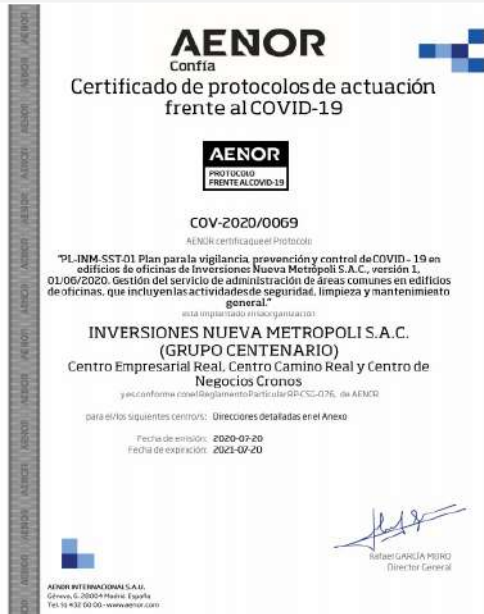 AENOR
Confía
Certificado de protocolos de actuación
frente al COVID-19
AENOR
PROTOCOLO
FRENTE AL COVID-19
COV-2020/0069
AENOR certifica que el Protocolo
"PL-INM-SST-01 Plan para la vigilancia, prevención y control de COVID – 19 en
edificios de oficinas de Inversiones Nueva Metrópoli S.A.C., versión 1,
01/06/2020. Gestión del servicio de administración de áreas comunes en edificios
de oficinas, que incluyen las actividades de seguridad, limpieza y mantenimiento
general."
está implantado en la organización:
INVERSIONES NUEVA METROPOLI S.A.C.
(GRUPO CENTENARIO)
Centro Empresarial Real, Centro Camino Real y Centro de
Negocios Cronos
y es conforme con el Reglamento Particular RP-CSG-076, de AENOR
para el/los siguientes centro/s: Direcciones detalladas en el Anexo
Fecha de emisión: 2020-07-20
Fecha de expiración: 2021-07-20
Rafael GARCÍA MEIRO
Director General
AENOR INTERNACIONAL S.A.U.
Génova, 6. 28004 Madrid. España
Tel. 91 432 60 00.- www.aenor.com